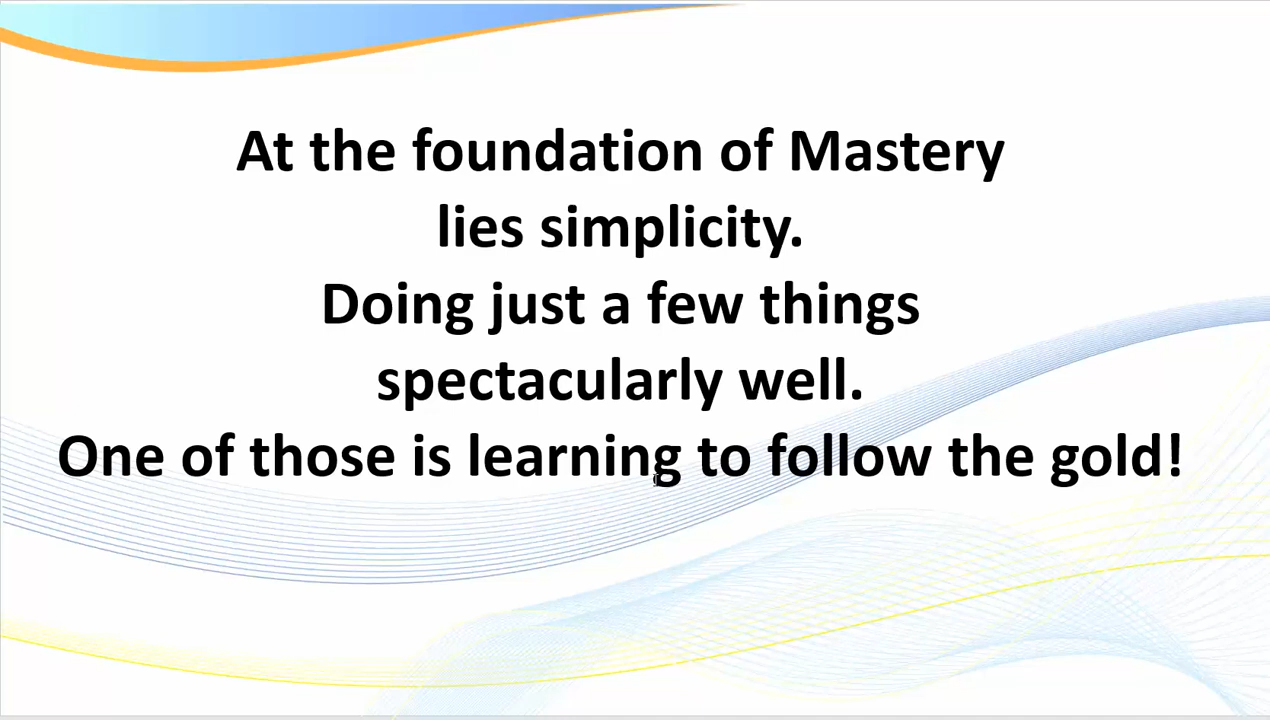 At the foundation of Mastery
lies simplicity.
Doing just a few things
spectacularly well.
One of those is learning to follow the gold!